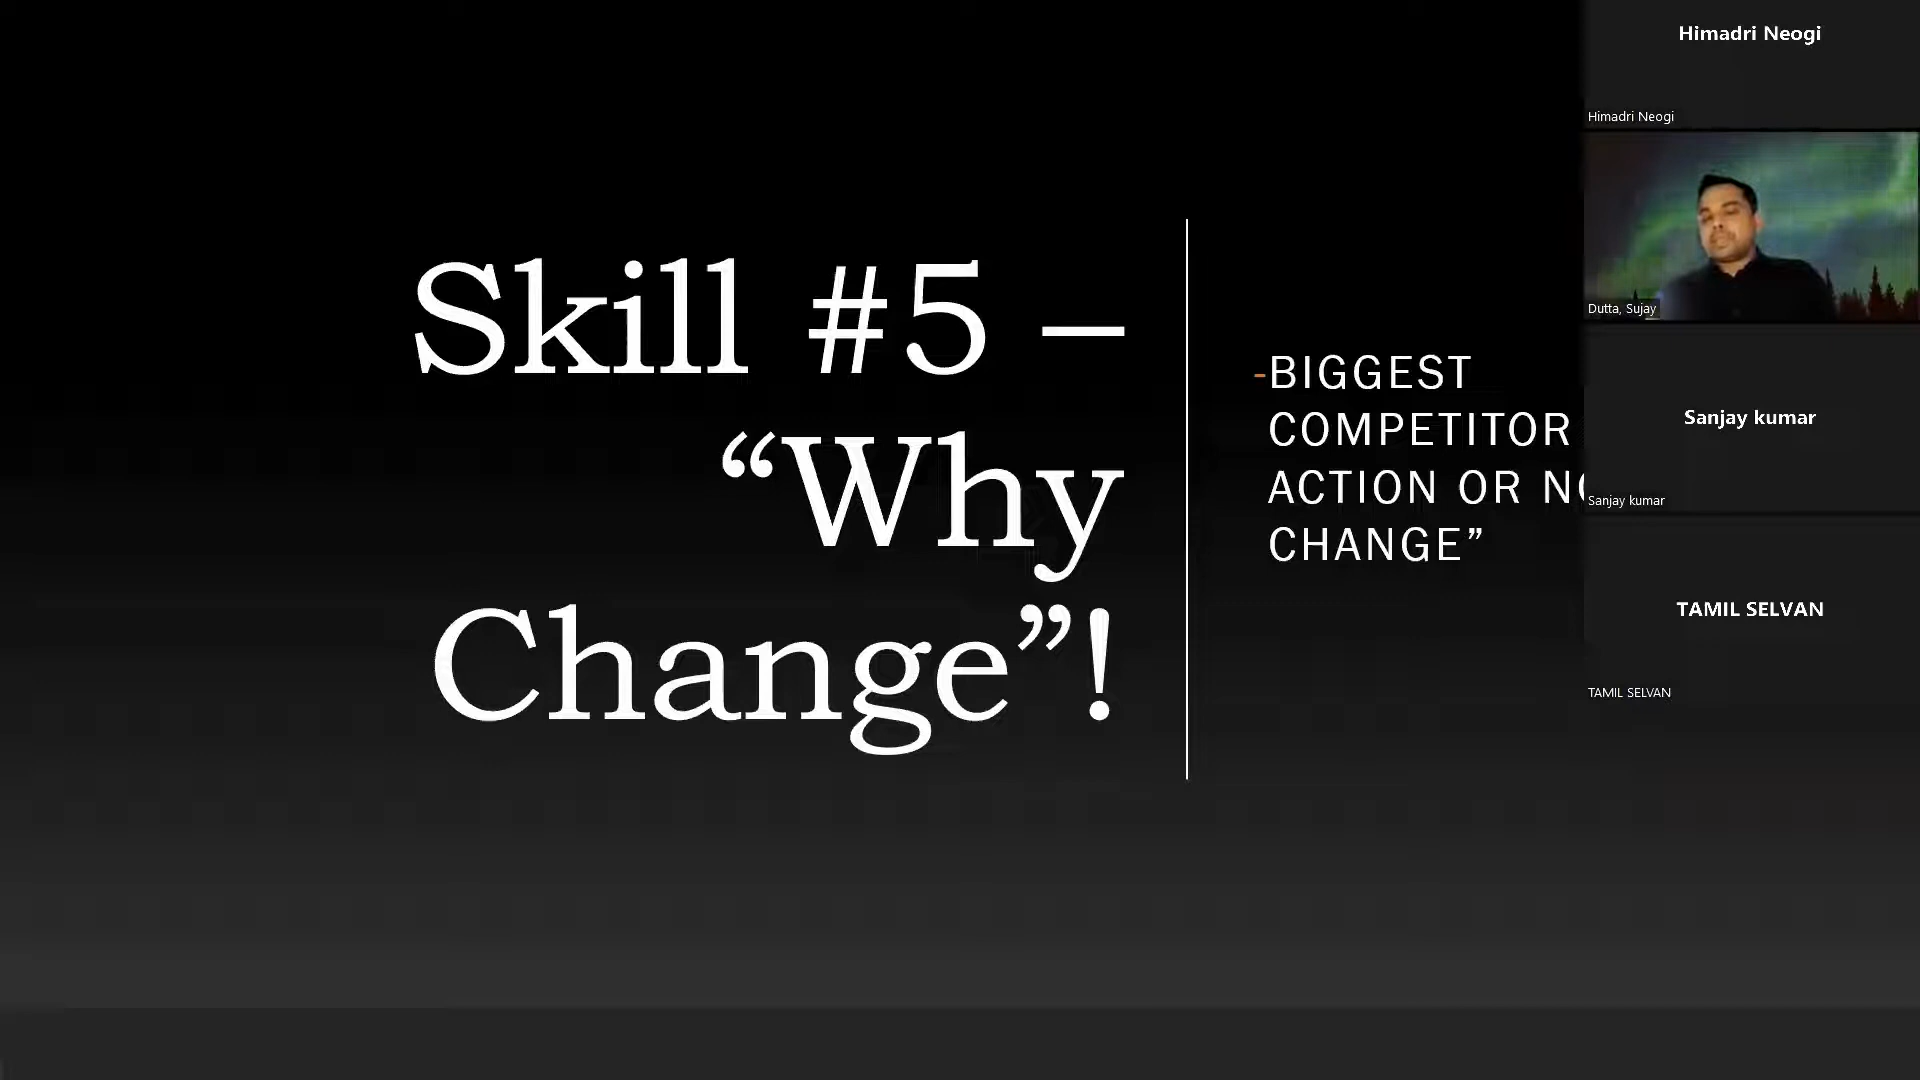 Skill #5 –
“Why
Change”!
-BIGGEST
COMPETITOR
ACTION OR
CHANGE”
Himadri Neogi
Himadri Neogi
Dutta, Sujay
Sanjay kumar
Sanjay kumar
TAMIL SELVAN
TAMIL SELVAN